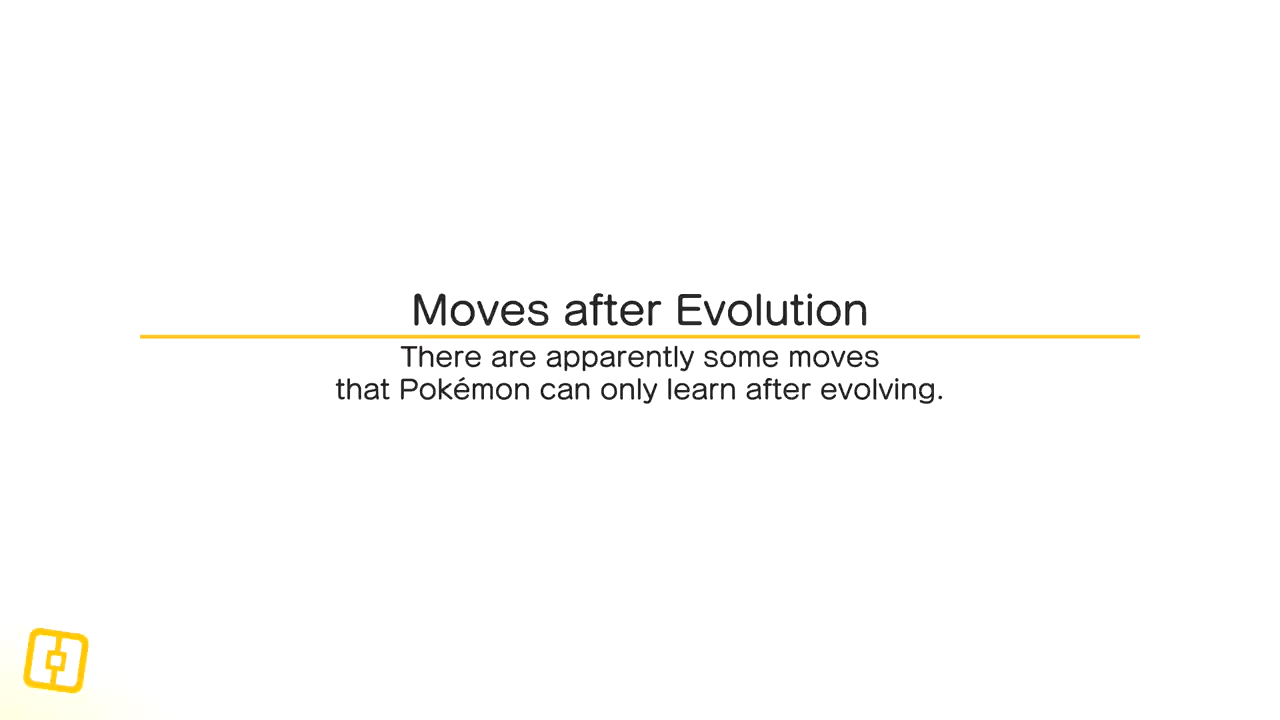 Moves after Evolution
There are apparently some moves
that Pokémon can only learn after evolving.